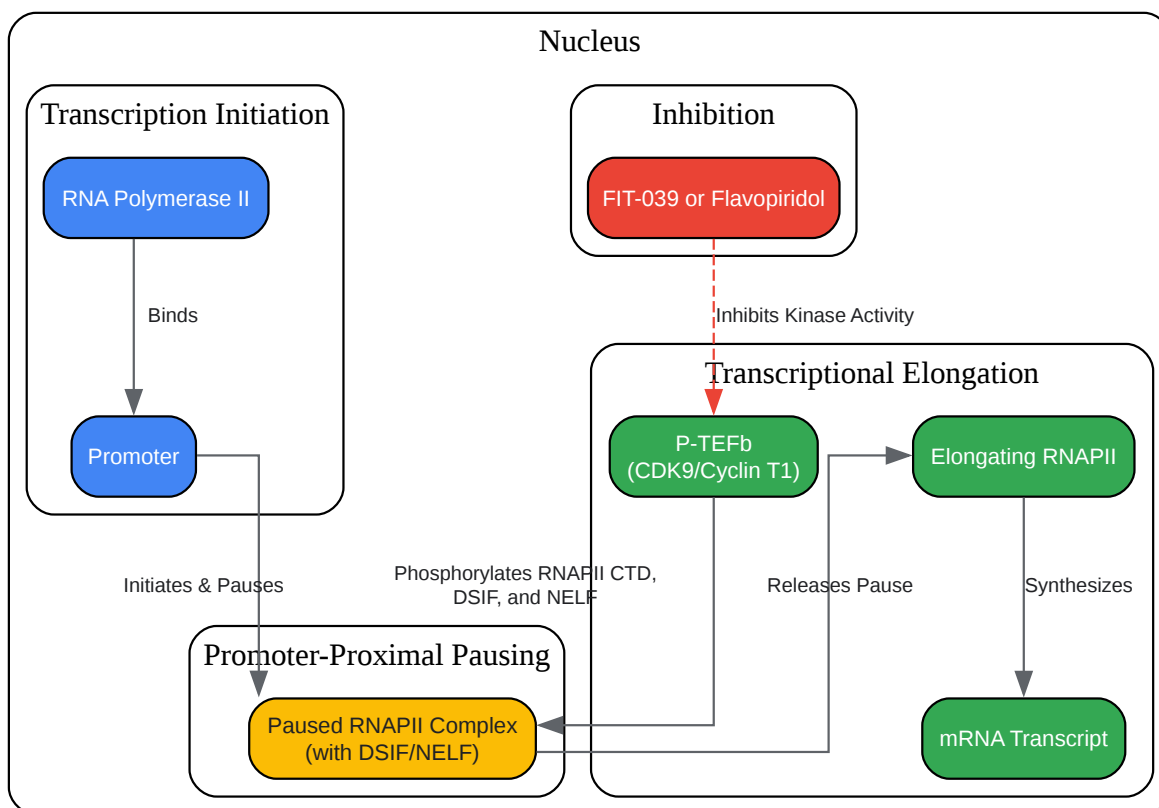 Nucleus
Transcription Initiation
Inhibition
RNA Polymerase II
FIT-039 or Flavopiridol
Binds
Inhibits Kinase Activity
Transcriptional Elongation
Promoter
P-TEFb
(CDK9/Cyclin T1)
Elongating RNAPII
Initiates & Pauses
Phosphorylates RNAPII CTD,
DSIF, and NELF
Releases Pause
Synthesizes
Promoter-Proximal Pausing
Paused RNAPII Complex
(with DSIF/NELF)
mRNA Transcript